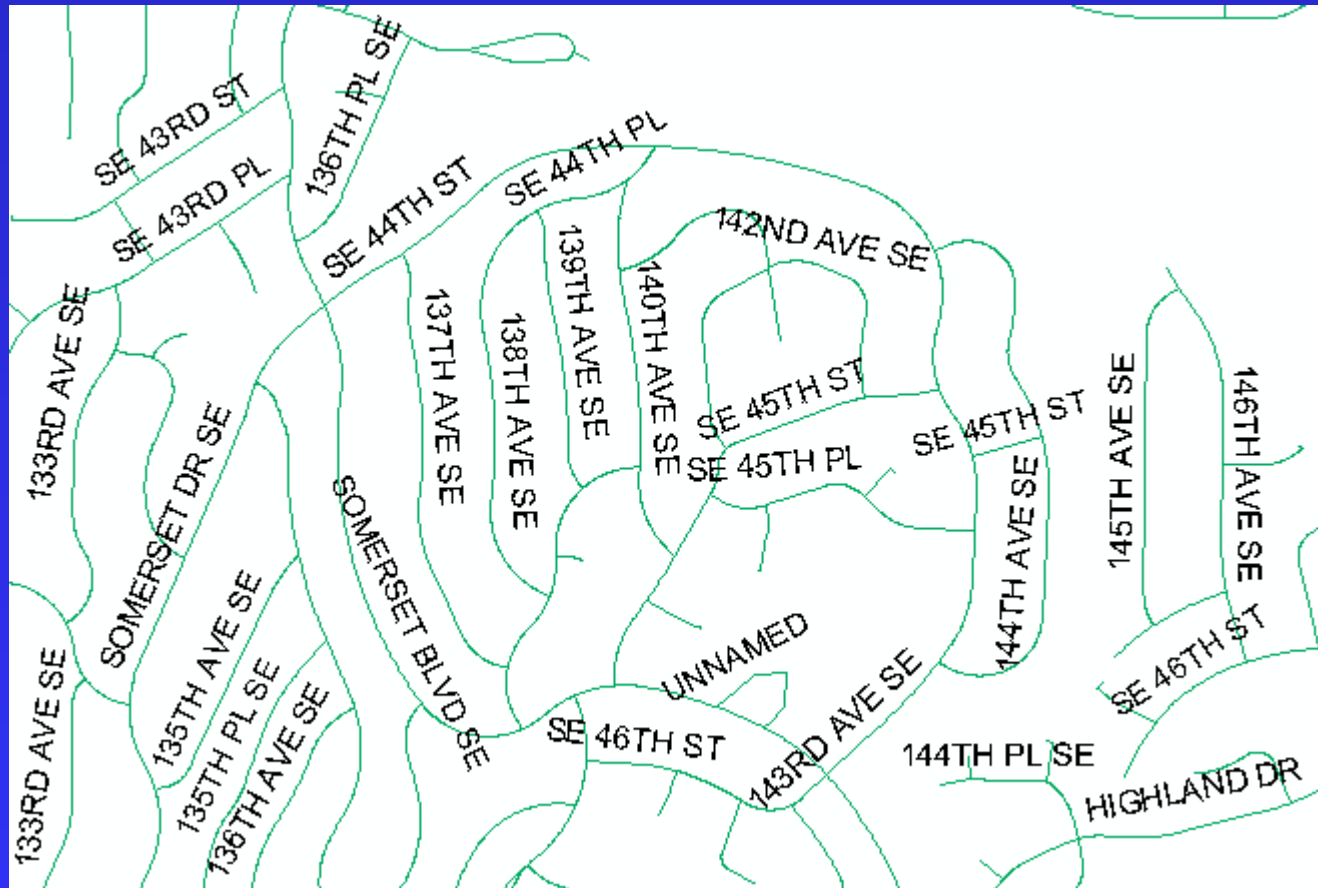 136TH PL SE
SE 43RD ST
SE 43RD PL
SE 44TH ST
SE 44TH PL
142ND AVE SE
139TH AVE SE
140TH AVE SE
133RD AVE SE
137TH AVE SE
138TH AVE SE
SE 45TH ST
SE 45TH ST
SE 45TH PL
145TH AVE SE
146TH AVE SE
SOMERSET DR SE
SOMERSET BLVD SE
144TH AVE SE
135TH AVE SE
UNNAMED
SE 46TH ST
133RD AVE SE
135TH PL SE
136TH AVE SE
SE 46TH ST
143RD AVE SE
144TH PL SE
HIGHLAND DR